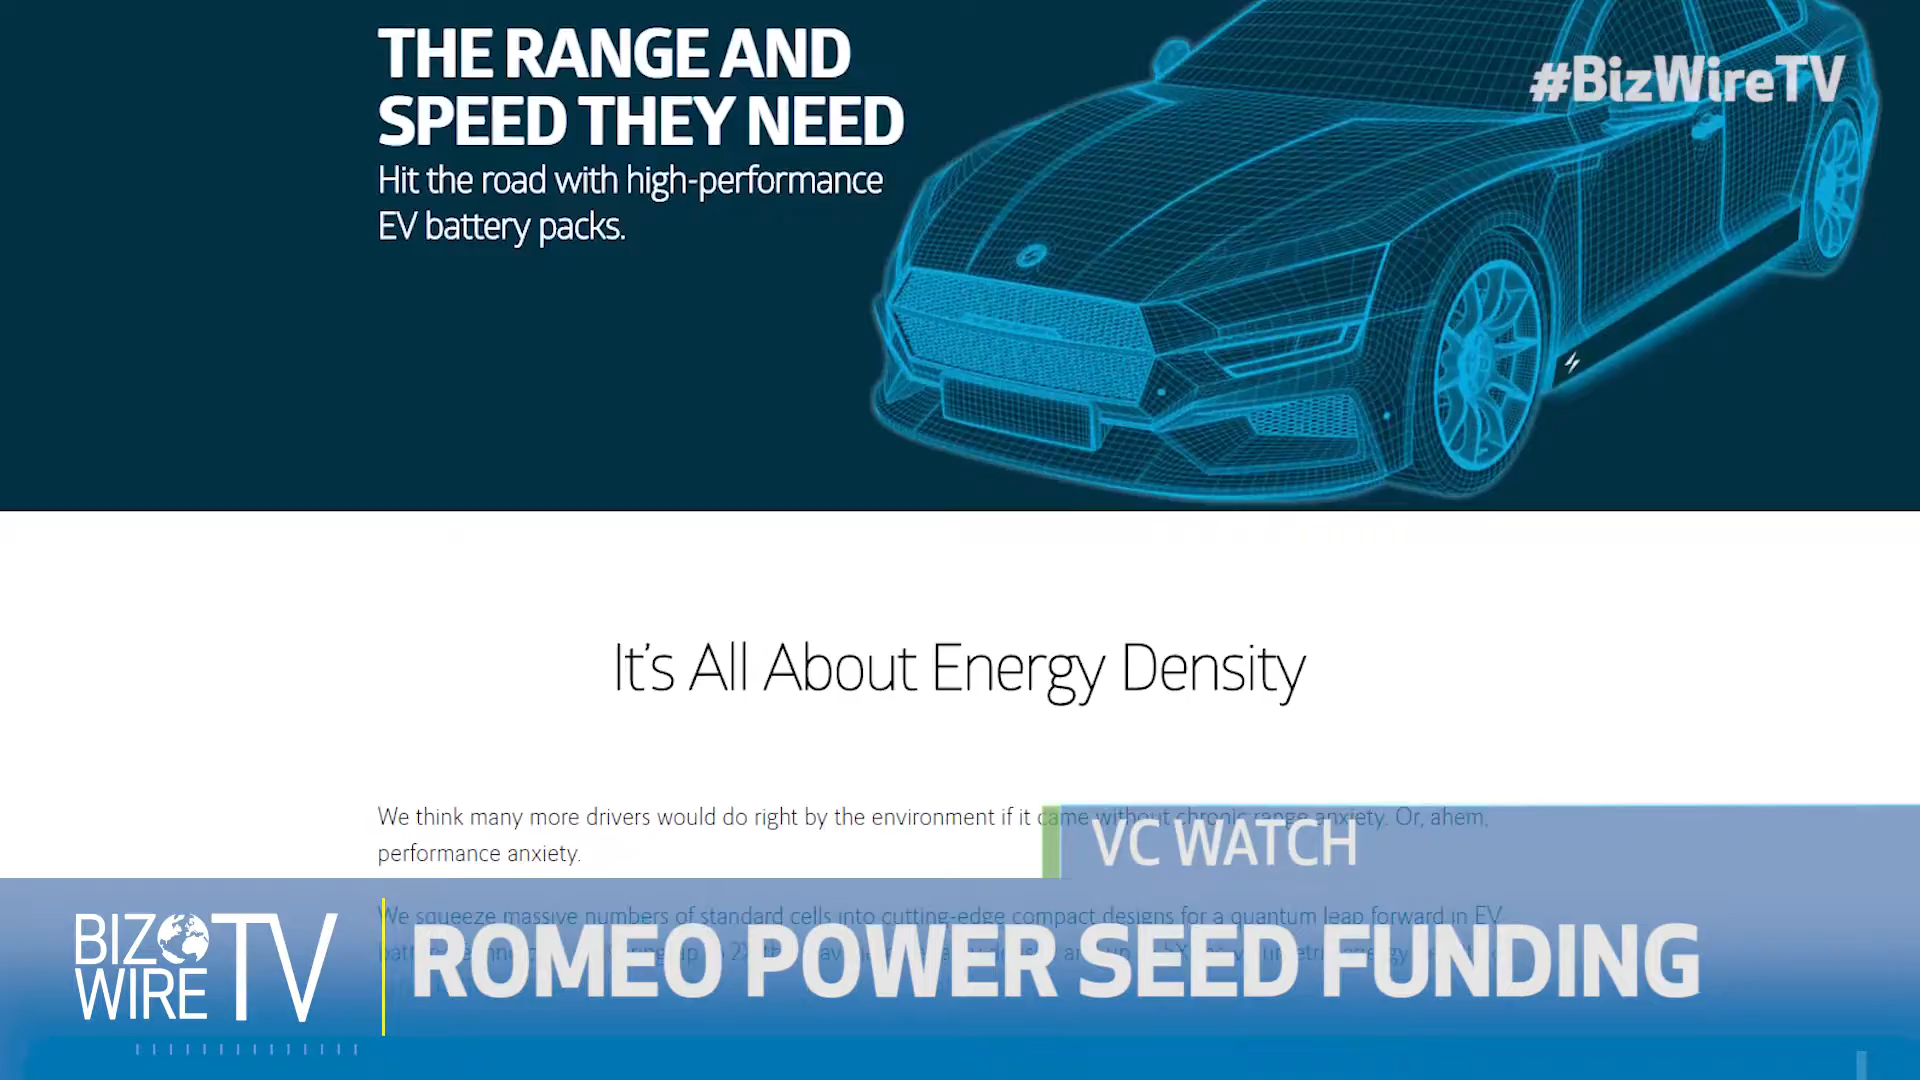 THE RANGE AND
SPEED THEY NEED
Hit the road with high-performance
EV battery packs.
#BizWireTV
It's All About Energy Density
We think many more drivers would do right by the environment if it came without chronic range anxiety. Or, ahem,
performance anxiety.
VC WATCH
We squeeze massive numbers of standard cells into cutting-edge compact designs for a quantum leap forward in EV
BIZ WIRE TV
ROMEO POWER SEED FUNDING